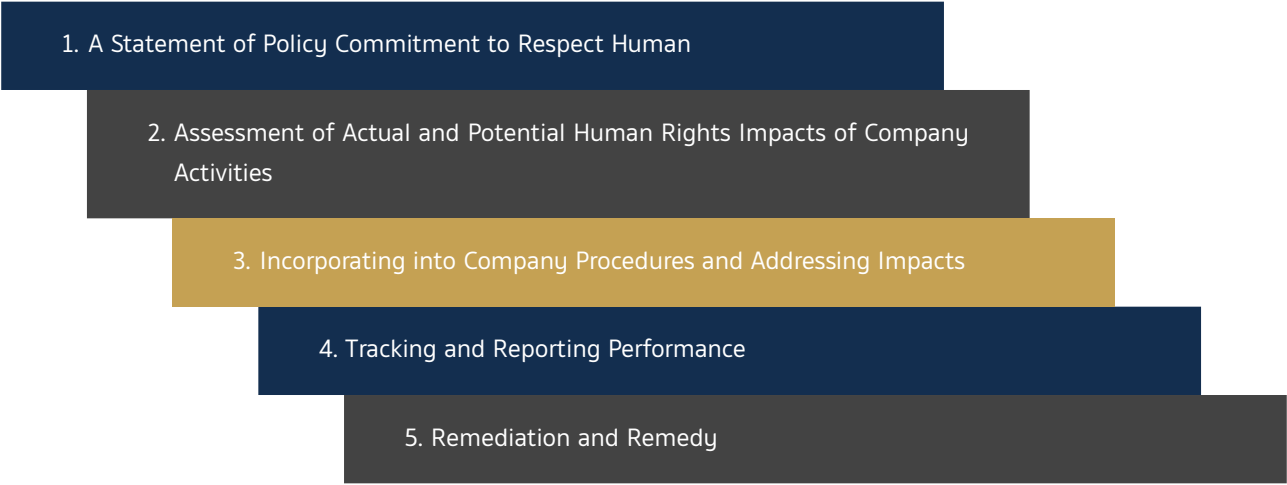 1. A Statement of Policy Commitment to Respect Human
2. Assessment of Actual and Potential Human Rights Impacts of Company
Activities
3. Incorporating into Company Procedures and Addressing Impacts
4. Tracking and Reporting Performance
5. Remediation and Remedy